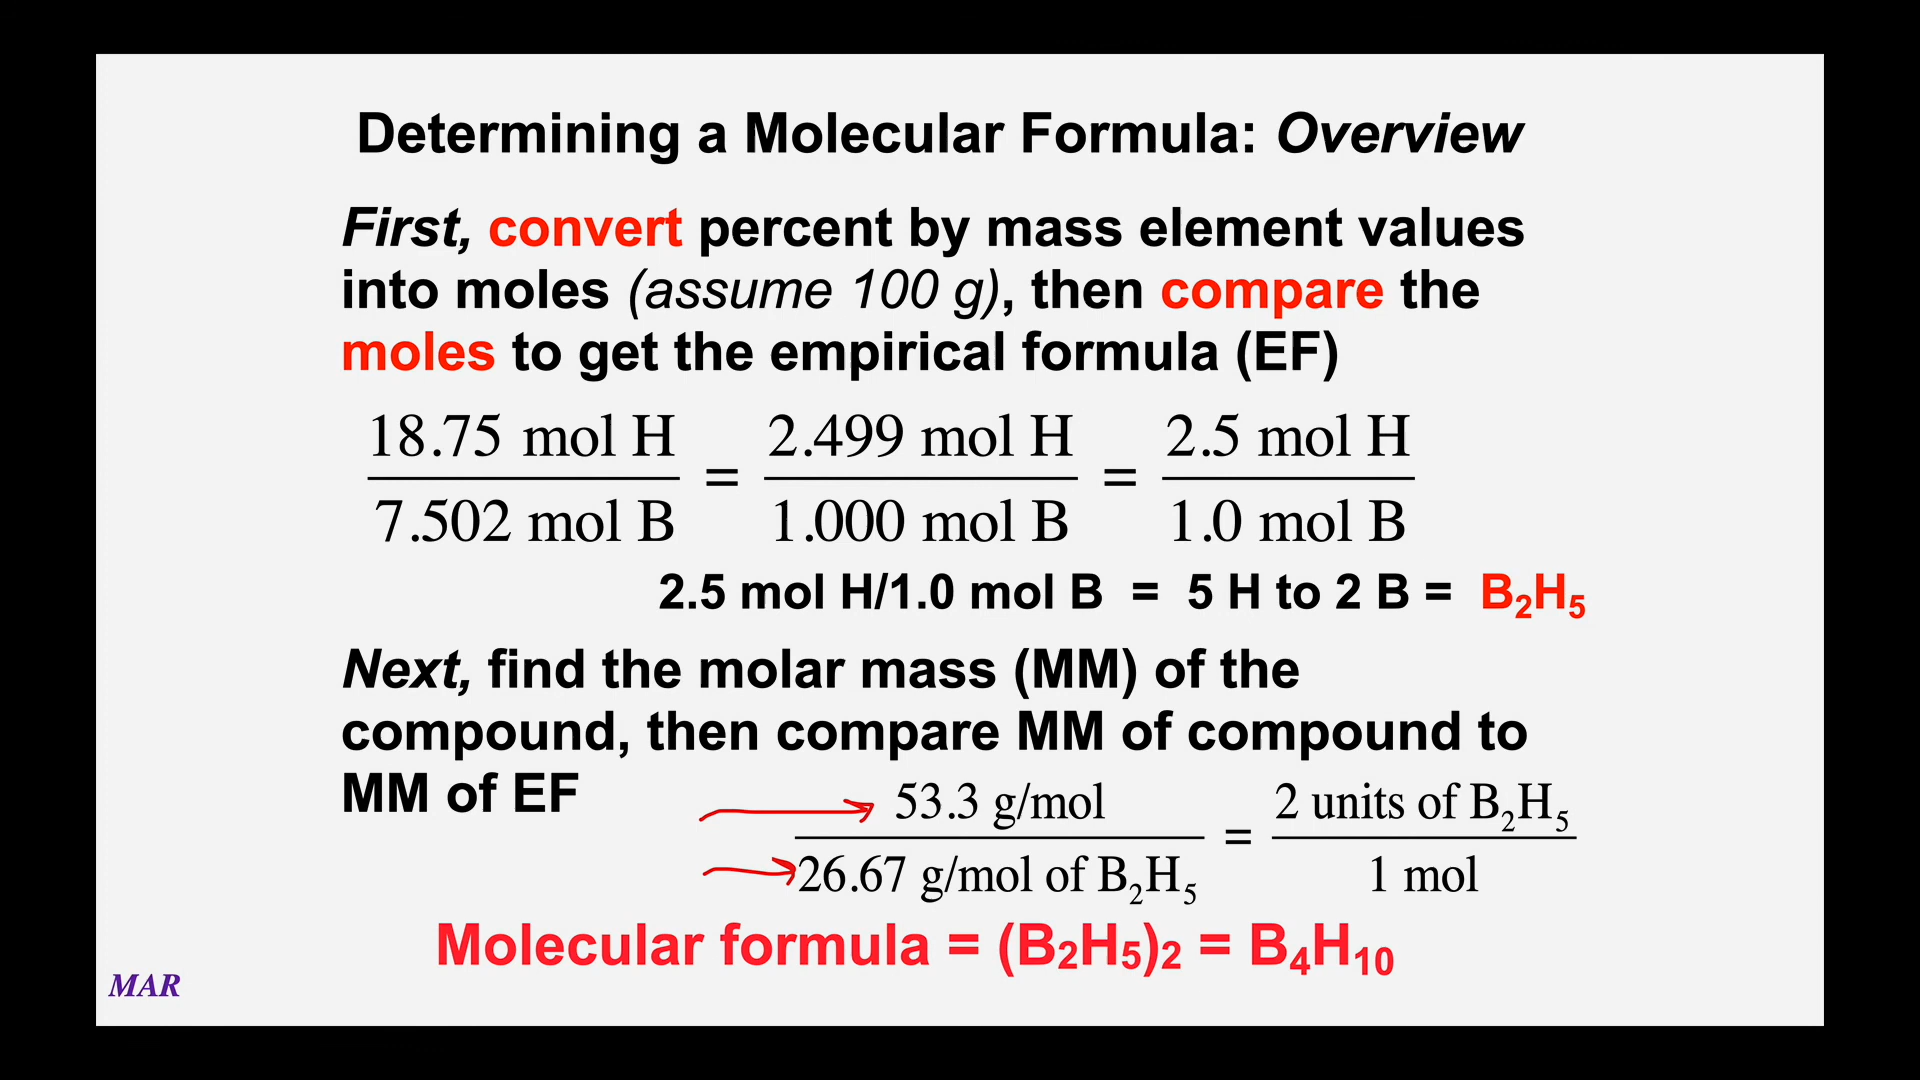 Determining a Molecular Formula: Overview
First, convert percent by mass element values
into moles (assume 100 g), then compare the
moles to get the empirical formula (EF)
18.75 mol H / 7.502 mol B = 2.499 mol H / 1.000 mol B = 2.5 mol H / 1.0 mol B
2.5 mol H/1.0 mol B = 5 H to 2 B = B₂H₅
Next, find the molar mass (MM) of the
compound, then compare MM of compound to
MM of EF
53.3 g/mol / 26.67 g/mol of B₂H₅ = 2 units of B₂H₅ / 1 mol
Molecular formula = (B₂H₅)₂ = B₄H₁₀
MAR